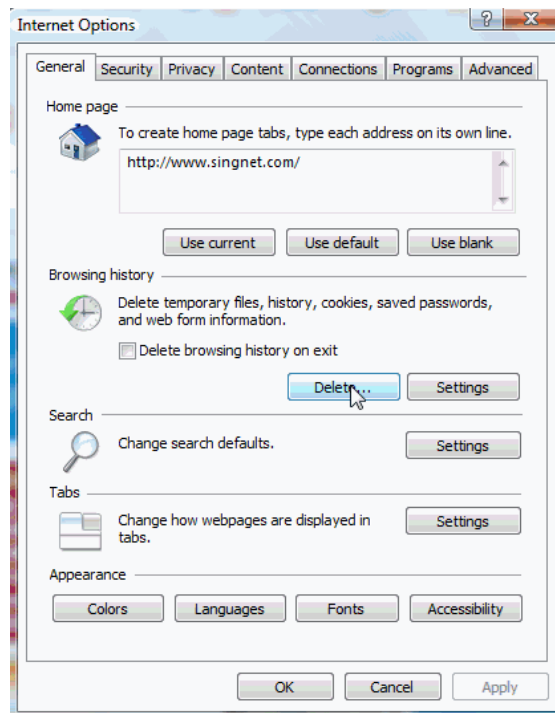 Internet Options
General Security Privacy Content Connections Programs Advanced
Home page
To create home page tabs, type each address on its own line.
http://www.singnet.com/
Use current Use default Use blank
Browsing history
Delete temporary files, history, cookies, saved passwords,
and web form information.
Delete browsing history on exit
Delete... Settings
Search
Change search defaults. Settings
Tabs
Change how webpages are displayed in
tabs.
Settings
Appearance
Colors Languages Fonts Accessibility
OK Cancel Apply